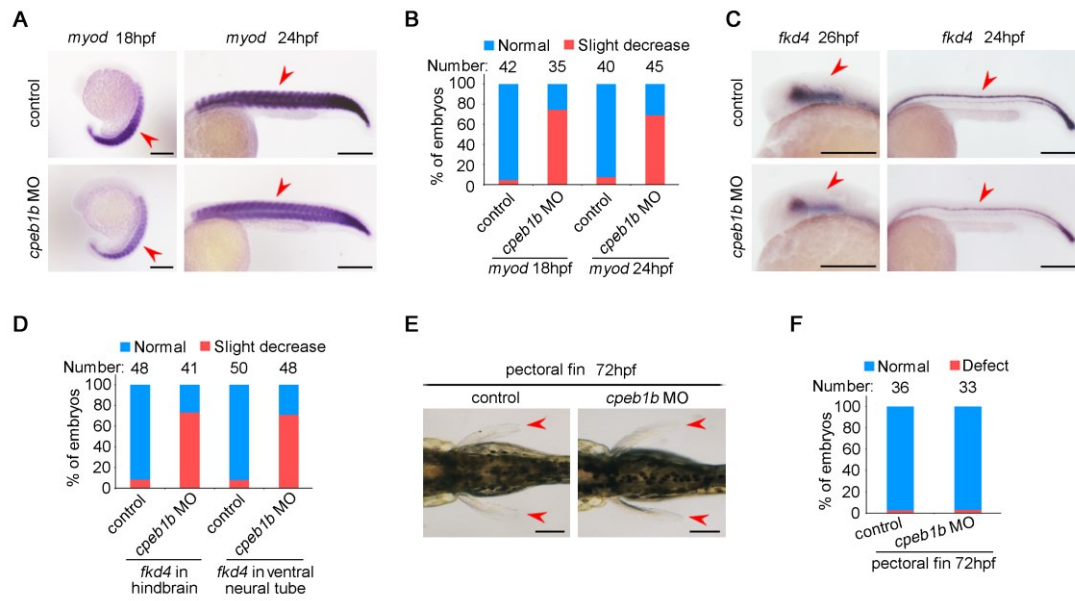 A
myod 18hpf
myod 24hpf
control
cpeb1b MO
B
Normal
Slight decrease
Number: 42 35 40 45
% of embryos
100
80
60
40
20
0
control
cpeb1b MO
control
cpeb1b MO
myod 18hpf
myod 24hpf
C
fkd4 26hpf
fkd4 24hpf
control
cpeb1b MO
D
Normal
Slight decrease
Number: 48 41 50 48
% of embryos
100
80
60
40
20
0
control
cpeb1b MO
control
cpeb1b MO
fkd4 in
hindbrain
fkd4 in ventral
neural tube
E
pectoral fin 72hpf
control
cpeb1b MO
F
Normal
Defect
Number: 36 33
% of embryos
100
80
60
40
20
0
control
cpeb1b MO
pectoral fin 72hpf